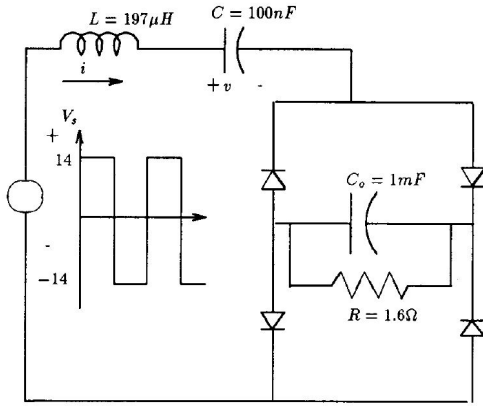 L = 197μH
C = 100nF
i
+ v -
V_s
+
14
C_o = 1mF
-
-14
R = 1.6Ω